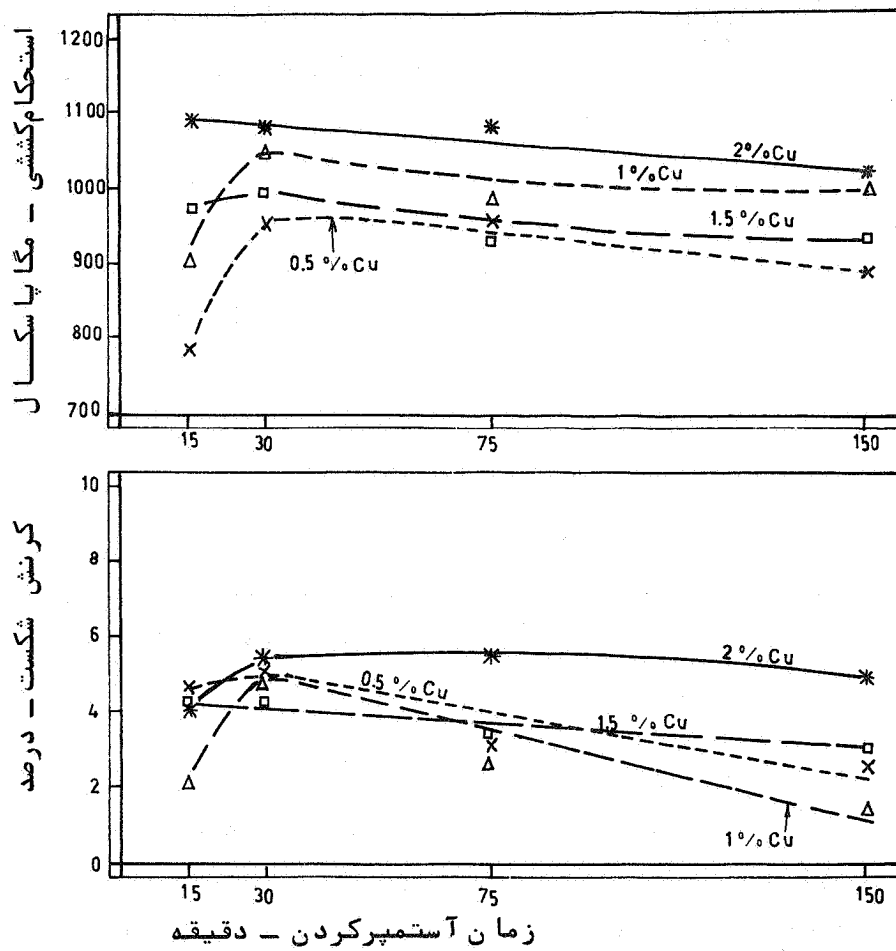 استحکام کششی – مگاپاسکال
1200
1100
1000
900
800
700
2%Cu
1%Cu
1.5%Cu
0.5%Cu
15 30 75 150
کرنش شکست – درصد
10
8
6
4
2
0
2%Cu
0.5%Cu
1.5%Cu
1%Cu
15 30 75 150
زمان آستمپرکردن – دقیقه